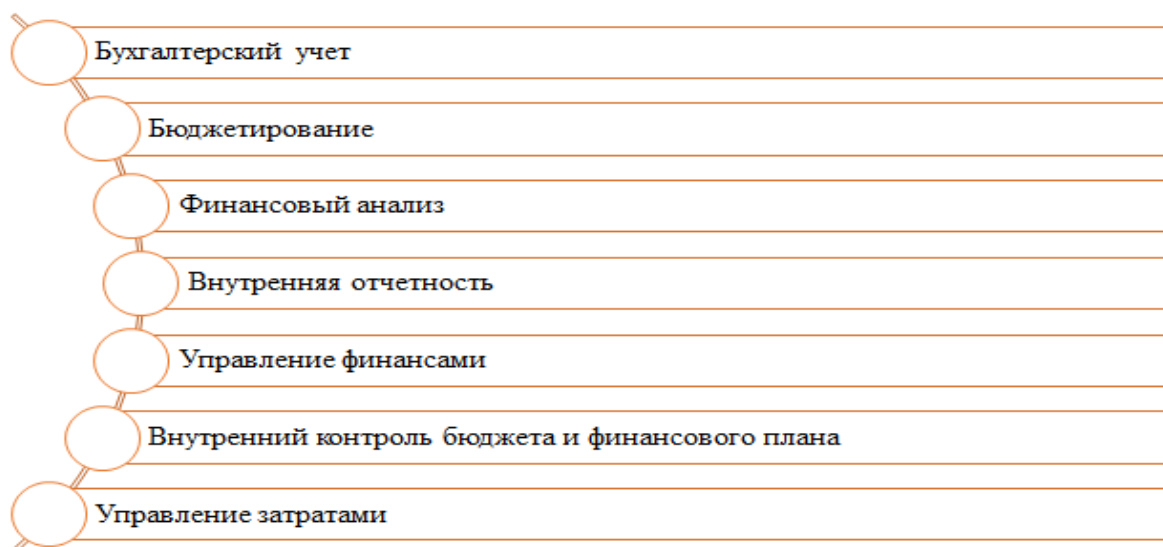 Бухгалтерский учет
Бюджетирование
Финансовый анализ
Внутренняя отчетность
Управление финансами
Внутренний контроль бюджета и финансового плана
Управление затратами